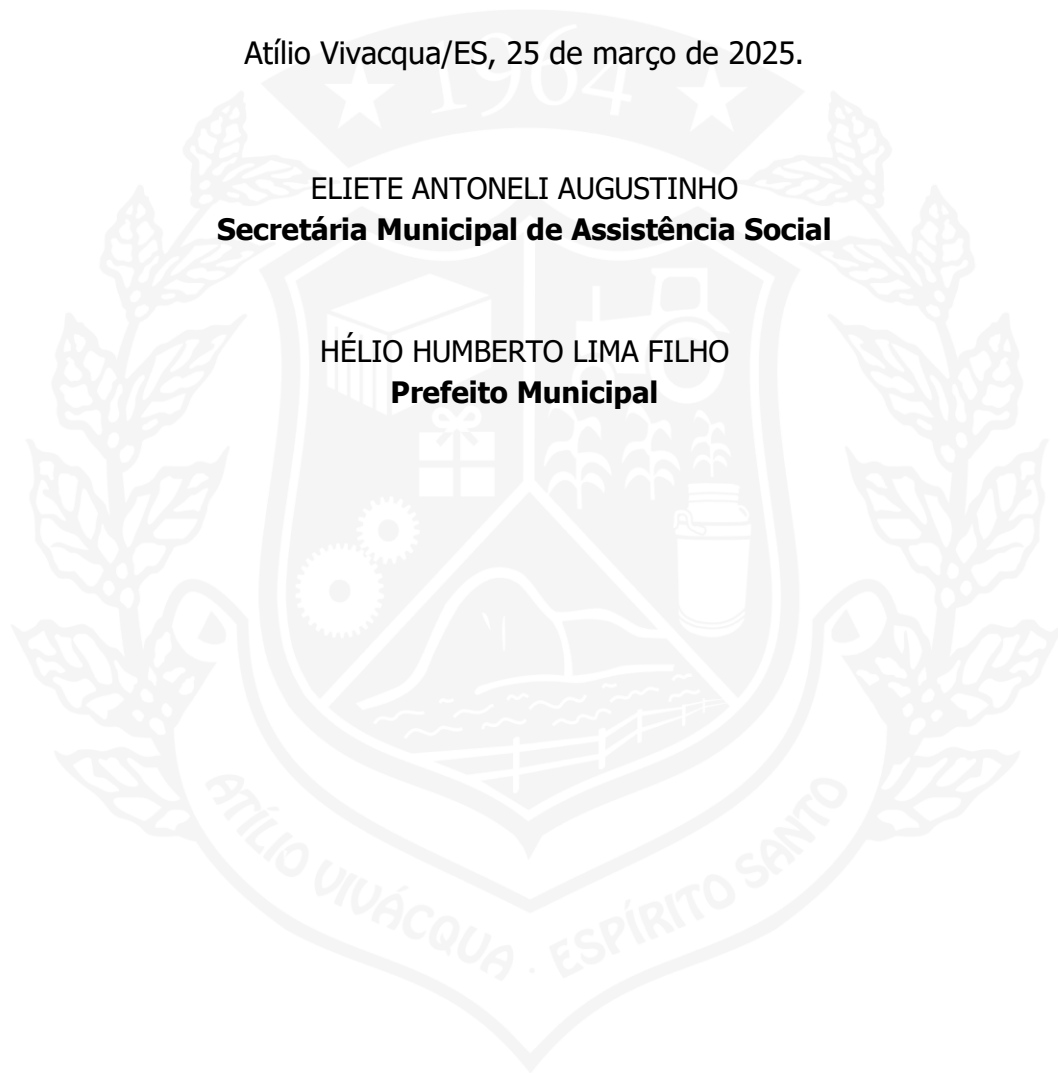 Atílio Vivacqua/ES, 25 de março de 2025.
1964
ELIETE ANTONELI AUGUSTINHO
Secretária Municipal de Assistência Social
HÉLIO HUMBERTO LIMA FILHO
Prefeito Municipal
ATÍLIO VIVÁCQUA · ESPÍRITO SANTO